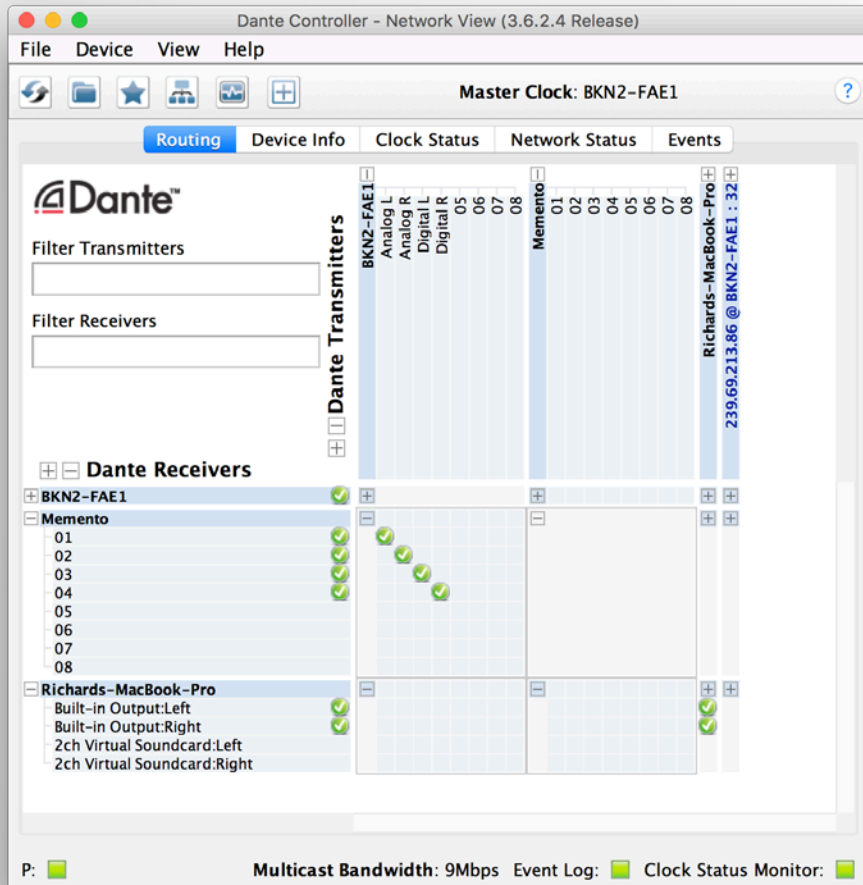 Dante Controller - Network View (3.6.2.4 Release)
File Device View Help
Master Clock: BKN2-FAE1
?
Routing Device Info Clock Status Network Status Events
Dante™
Filter Transmitters
Filter Receivers
Dante Transmitters
BKN2-FAE1
Analog L
Analog R
Digital L
Digital R
05
06
07
08
Memento
01
02
03
04
05
06
07
08
Richards-MacBook-Pro
239.69.213.86 @ BKN2-FAE1 : 32
Dante Receivers
BKN2-FAE1
Memento
01
02
03
04
05
06
07
08
Richards-MacBook-Pro
Built-in Output:Left
Built-in Output:Right
2ch Virtual Soundcard:Left
2ch Virtual Soundcard:Right
P: Multicast Bandwidth: 9Mbps Event Log: Clock Status Monitor: